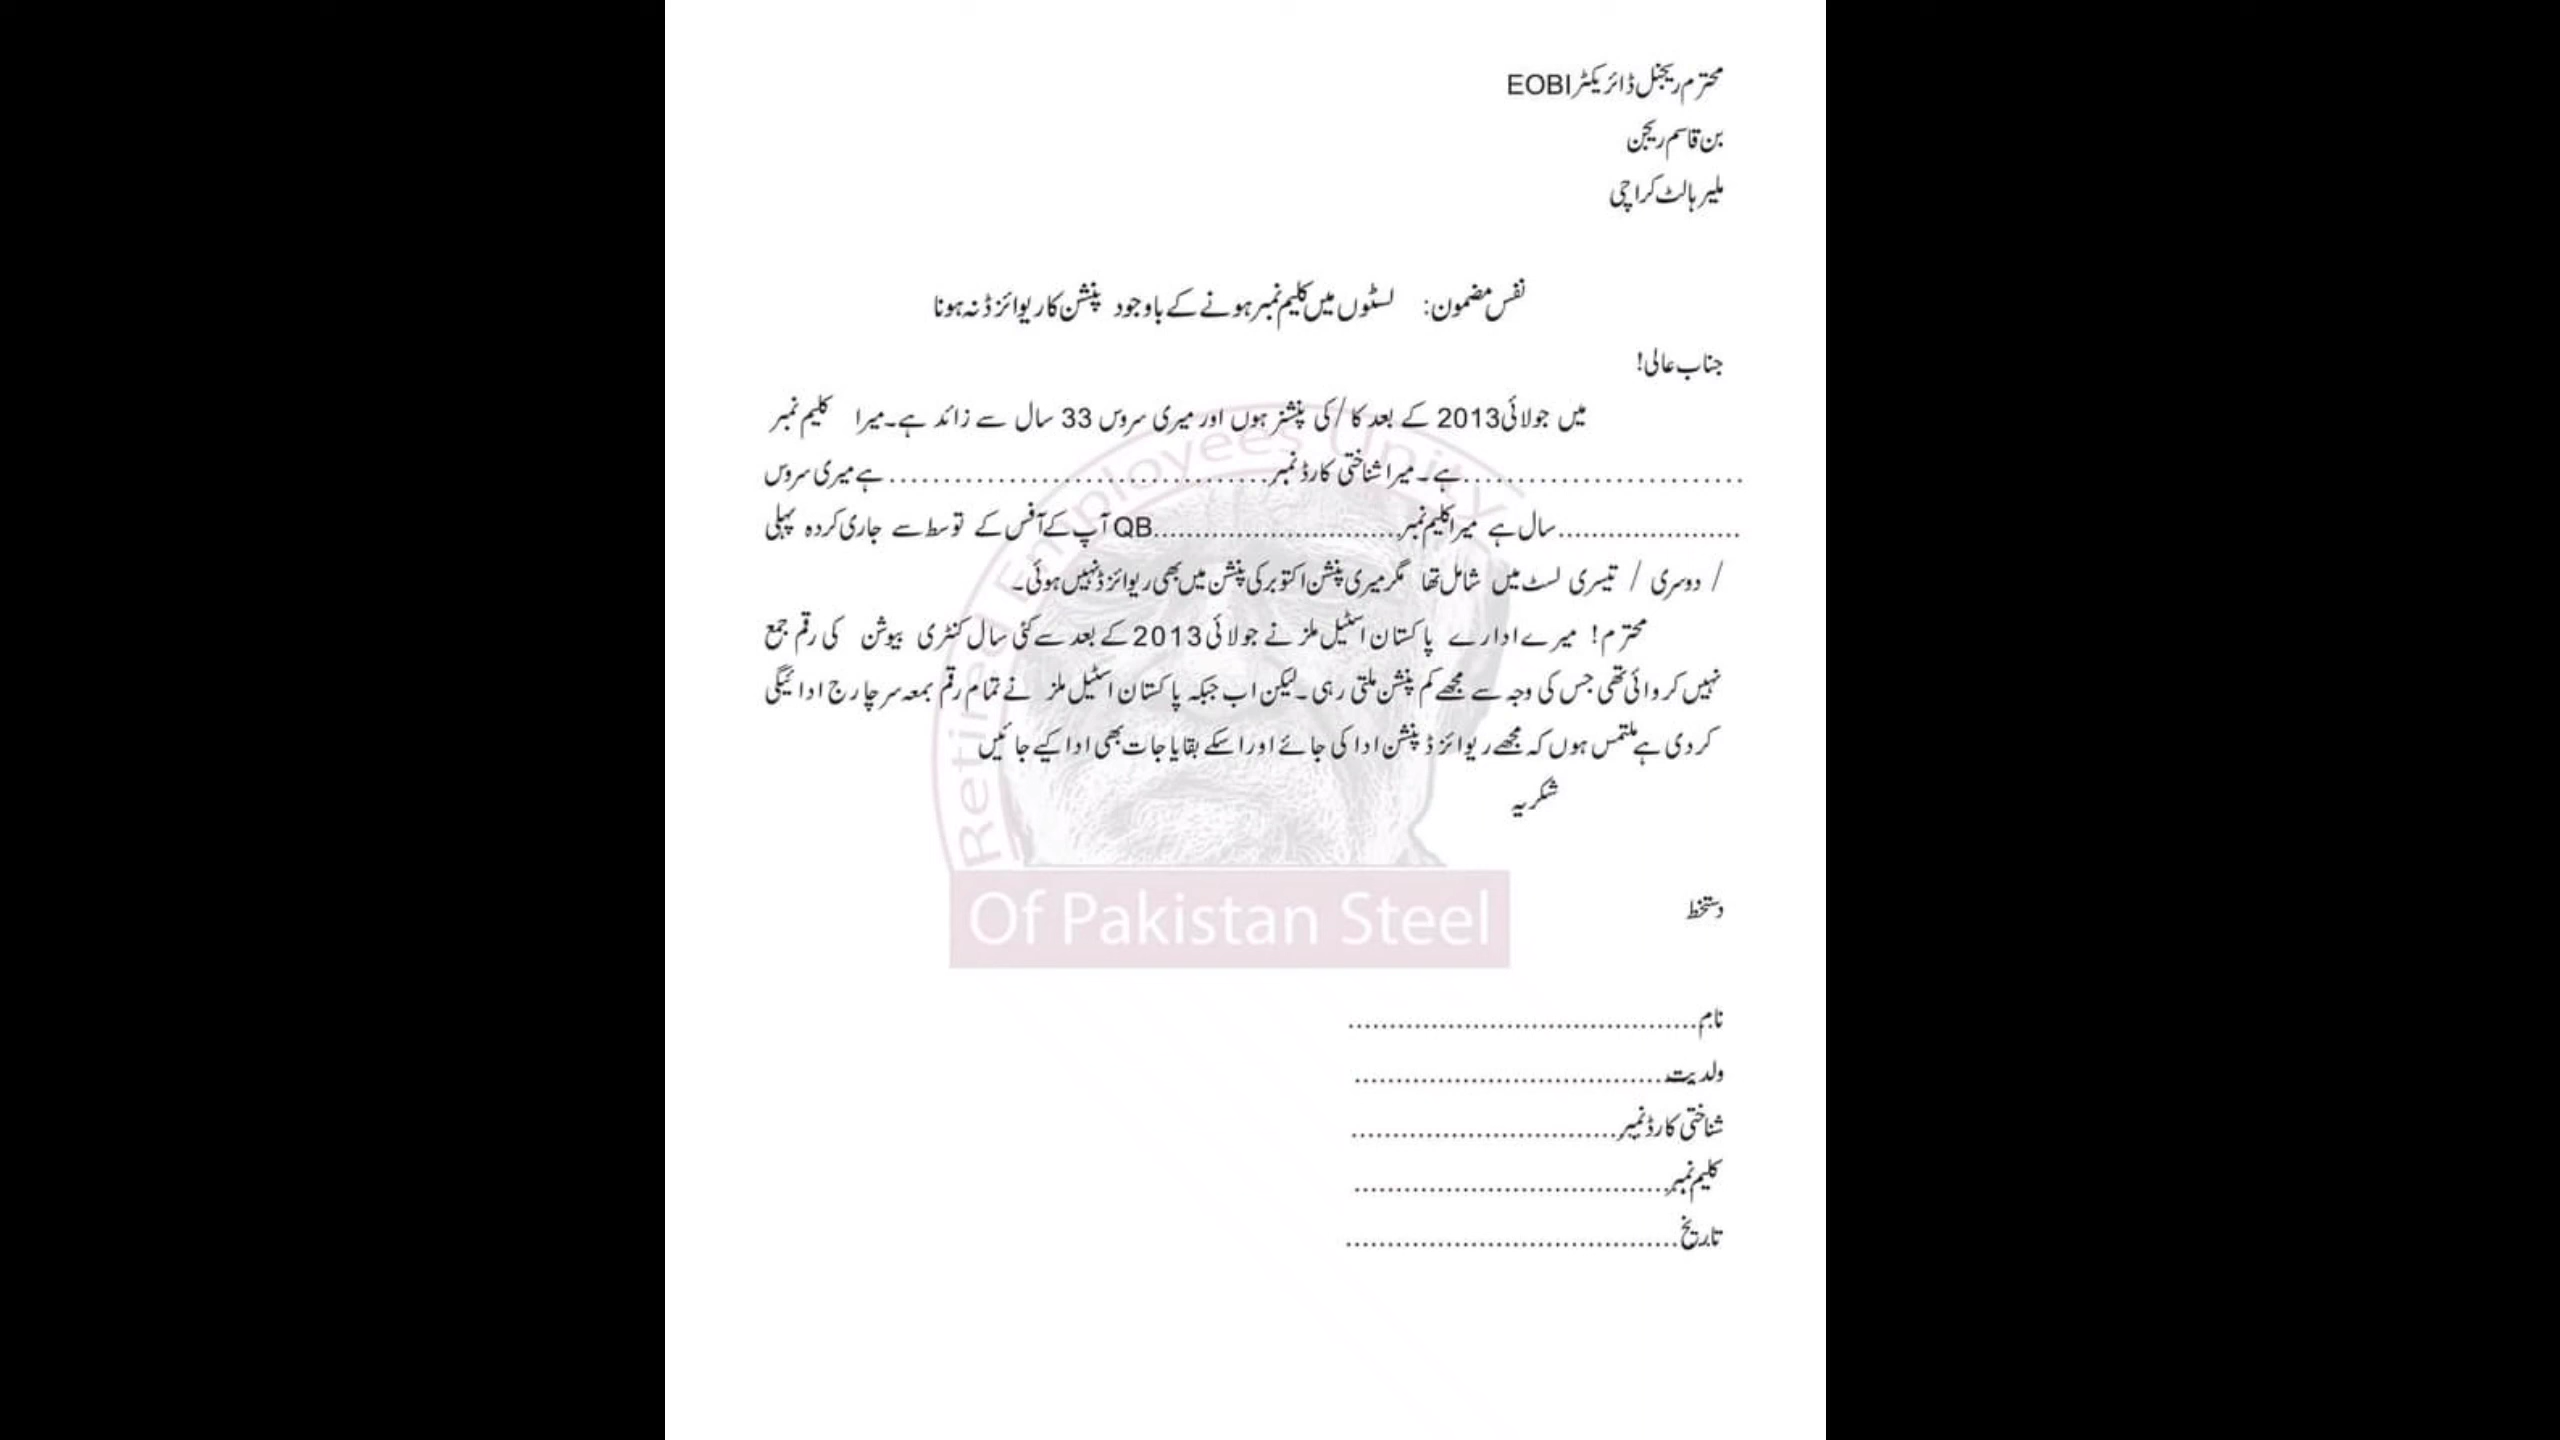 محترم ریجنل ڈائریکٹر EOBI
بن قاسم ریجن
ملیر ہالٹ کراچی
نفس مضمون: لسٹوں میں کلیم نمبر ہونے کے باوجود پنشن کا ریوائزڈ نہ ہونا
جناب عالی!
میں جولائی 2013 کے بعد کا/کی پنشنر ہوں اور میری سروس 33 سال سے زائد ہے۔ میرا کلیم نمبر
............................ہے۔ میرا شناختی کارڈ نمبر......................................ہے میری سروس
......................سال ہے میرا کلیم نمبر..............................QB آپ کے آفس کے توسط سے جاری کردہ پہلی
/ دوسری / تیسری لسٹ میں شامل تھا مگر میری پنشن اکتوبر کی پنشن میں بھی ریوائزڈ نہیں ہوئی۔
محترم! میرے ادارے پاکستان اسٹیل ملز نے جولائی 2013 کے بعد سے کئی سال کنٹری بیوشن کی رقم جمع
نہیں کروائی تھی جس کی وجہ سے مجھے کم پنشن ملتی رہی۔ لیکن اب جبکہ پاکستان اسٹیل ملز نے تمام رقم بمعہ سرچارج ادائیگی
کر دی ہے ملتمس ہوں کہ مجھے ریوائزڈ پنشن ادا کی جائے اور اسکے بقایا جات بھی ادا کیے جائیں
شکریہ
دستخط
نام..........................................
ولدیت......................................
شناختی کارڈ نمبر................................
کلیم نمبر......................................
تاریخ........................................
Retired Employees Unity
Of Pakistan Steel